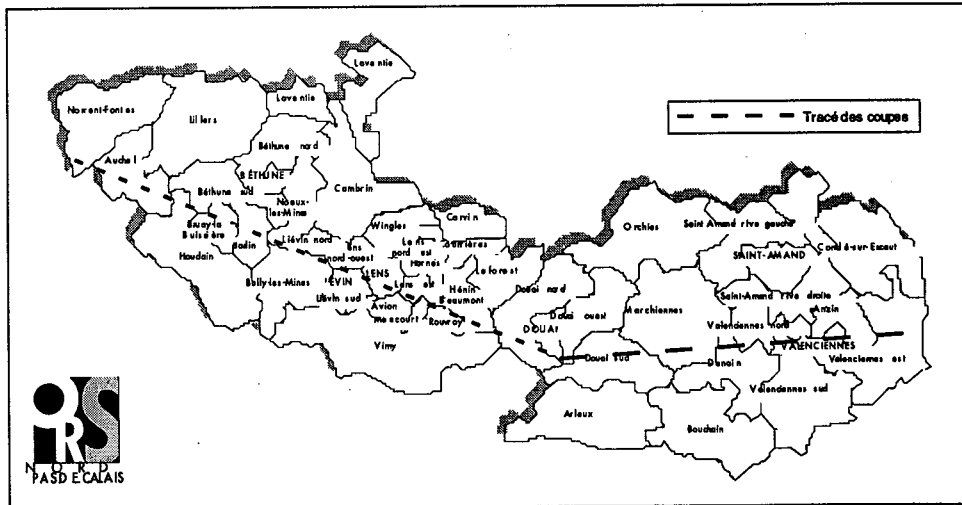 Laventie
Norrent-Fontes
Lillers
Laventie
Tracé des coupes
Béthune nord
Auchel
BÉTHUNE
Béthune sud
Cambrin
Noeux-
les-Mines
Bruay-la
Buissière
Wingles
Carvin
Orchies
Saint Amand rive gauche
Liévin nord
Lens
nord est
Courrières
Condé-sur-Escaut
Houdain
Barlin
ens
nord-ouest
Harnes
SAINT-AMAND
LENS
Leforest
Bully-les-Mines
ÉVIN
Lens est
Hénin
Beaumont
Douai nord
Saint-Amand rive droite
Liévin sud
Avion
Douai ouest
Marchiennes
Anzin
Méricourt
Rouvroy
DOUAI
Valenciennes nord
Vimy
VALENCIENNES
Douai sud
Denain
Valenciennes est
Valenciennes sud
Arleux
Bouchain
ORS
NORD
PAS DE CALAIS